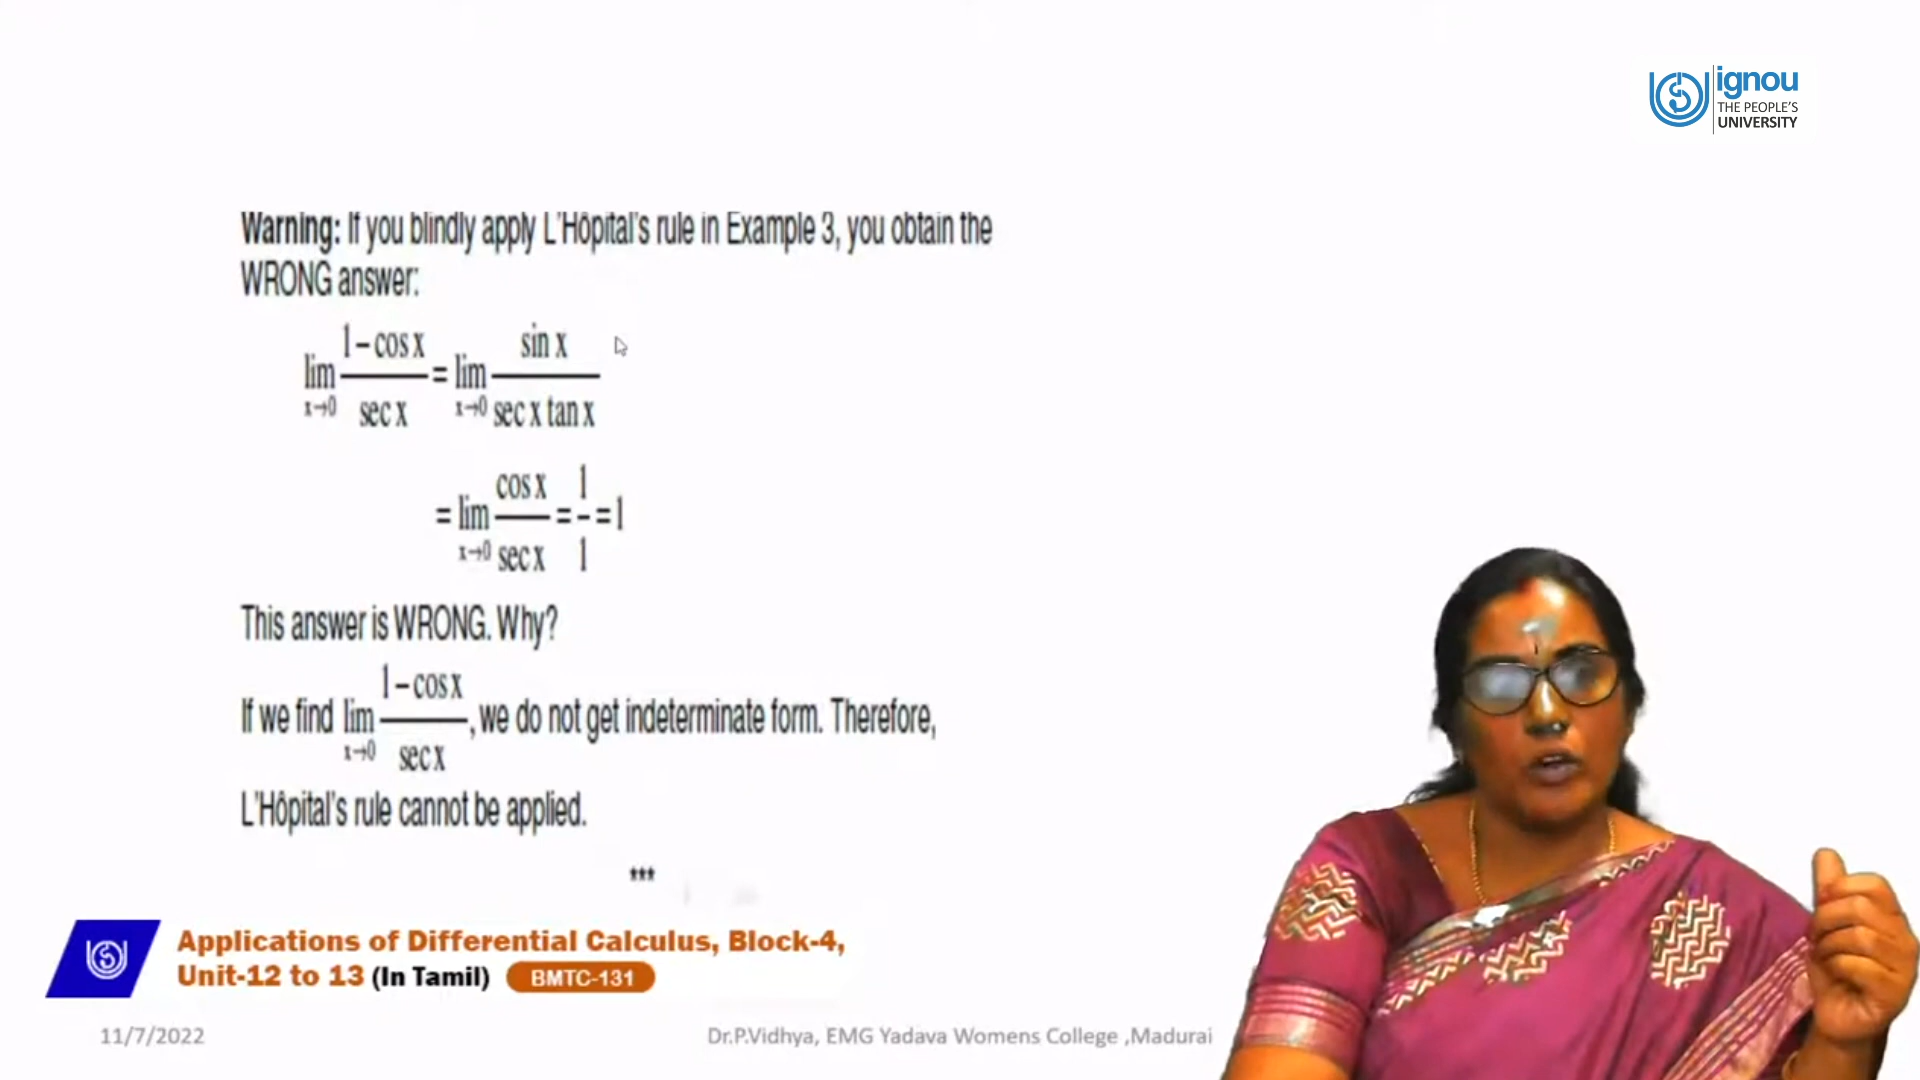 ignou
THE PEOPLE'S
UNIVERSITY
Warning: If you blindly apply L'Hôpital's rule in Example 3, you obtain the
WRONG answer:
lim x→0 (1 – cos x)/(sec x) = lim x→0 (sin x)/(sec x tan x)
= lim x→0 (cos x)/(sec x) = 1/1 = 1
This answer is WRONG. Why?
If we find lim x→0 (1 – cos x)/(sec x), we do not get indeterminate form. Therefore,
L'Hôpital's rule cannot be applied.
***
Applications of Differential Calculus, Block-4,
Unit-12 to 13 (In Tamil) BMTC-131
11/7/2022 Dr.P.Vidhya, EMG Yadava Womens College ,Madurai